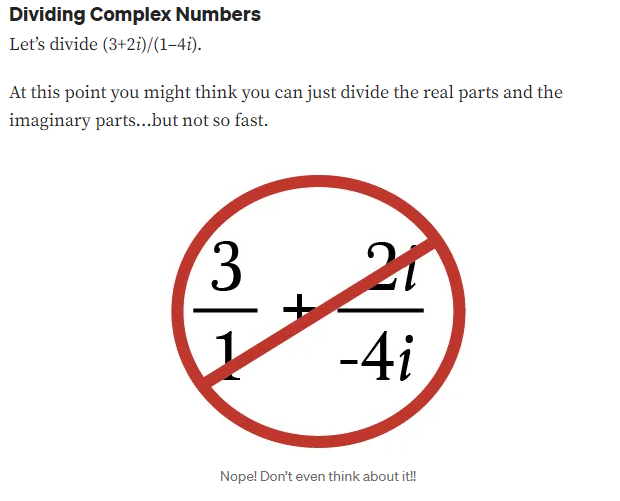 Dividing Complex Numbers
Let’s divide (3+2i)/(1–4i).
At this point you might think you can just divide the real parts and the
imaginary parts…but not so fast.
3/1 + 2i/-4i
Nope! Don't even think about it!!